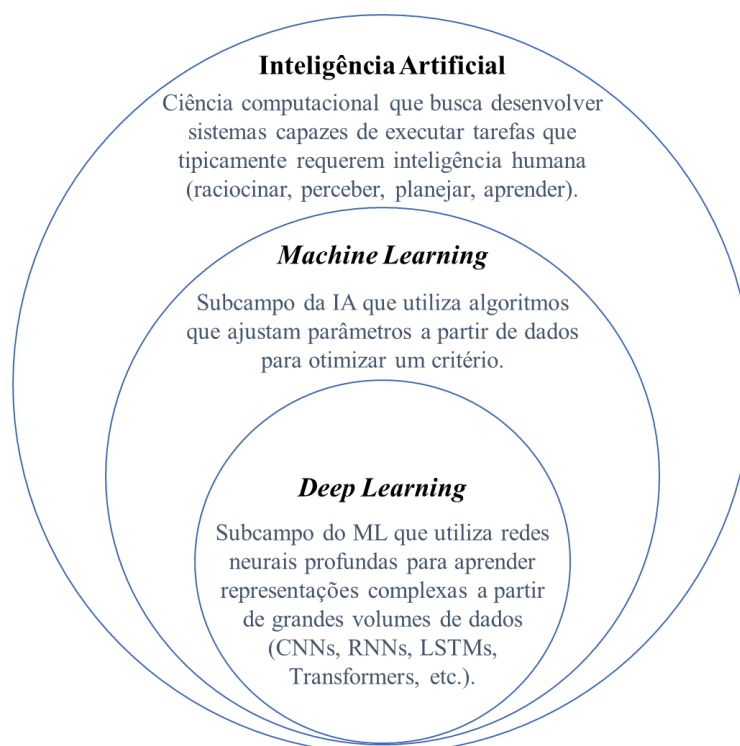 Inteligência Artificial
Ciência computacional que busca desenvolver
sistemas capazes de executar tarefas que
tipicamente requerem inteligência humana
(raciocinar, perceber, planejar, aprender).
Machine Learning
Subcampo da IA que utiliza algoritmos
que ajustam parâmetros a partir de dados
para otimizar um critério.
Deep Learning
Subcampo do ML que utiliza redes
neurais profundas para aprender
representações complexas a partir
de grandes volumes de dados
(CNNs, RNNs, LSTMs,
Transformers, etc.).